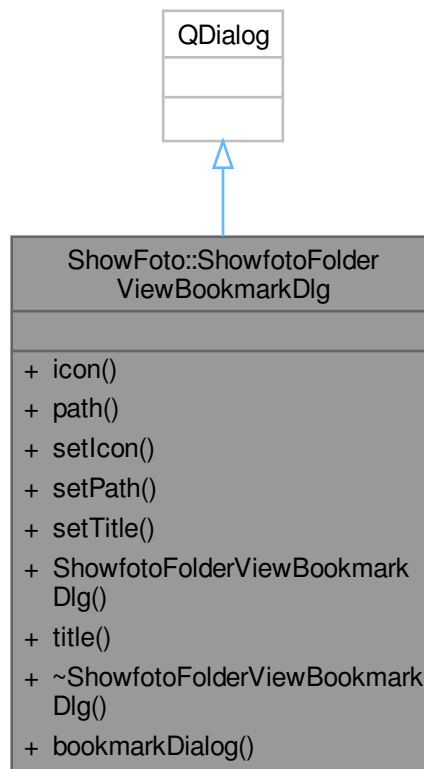 QDialog
ShowFoto::ShowfotoFolder
ViewBookmarkDlg
+ icon()
+ path()
+ setIcon()
+ setPath()
+ setTitle()
+ ShowfotoFolderViewBookmark
Dlg()
+ title()
+ ~ShowfotoFolderViewBookmark
Dlg()
+ bookmarkDialog()